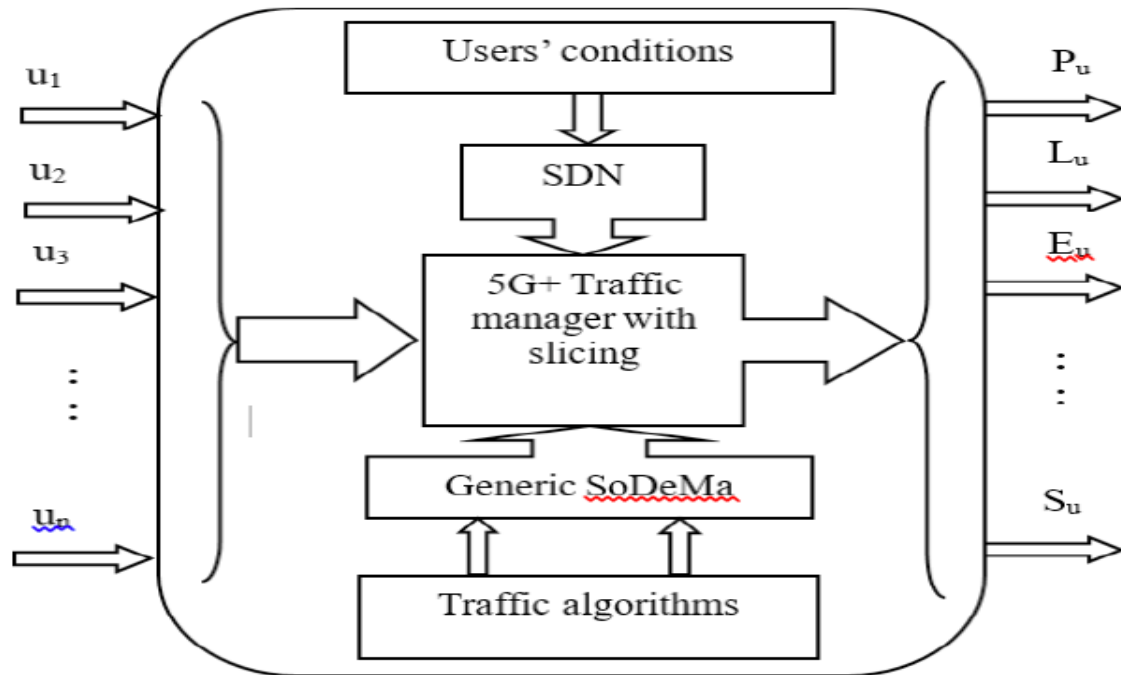 Users’ conditions
u₁
Pᵤ
SDN
u₂
Lᵤ
u₃
Eᵤ
5G+ Traffic
manager with
slicing
:
:
:
:
Generic SoDeMa
uₙ
Sᵤ
Traffic algorithms